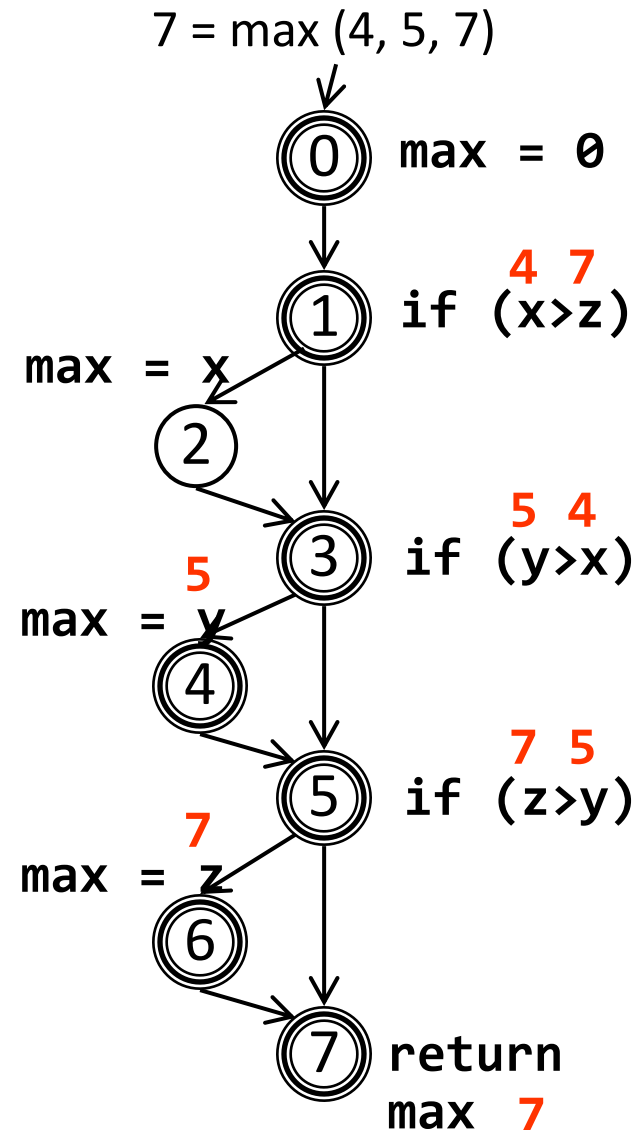 7 = max (4, 5, 7)
0 max = 0
4 7
1 if (x>z)
max = x
2
5 4
3 if (y>x)
5
max = y
4
7 5
5 if (z>y)
7
max = z
6
7 return
max 7